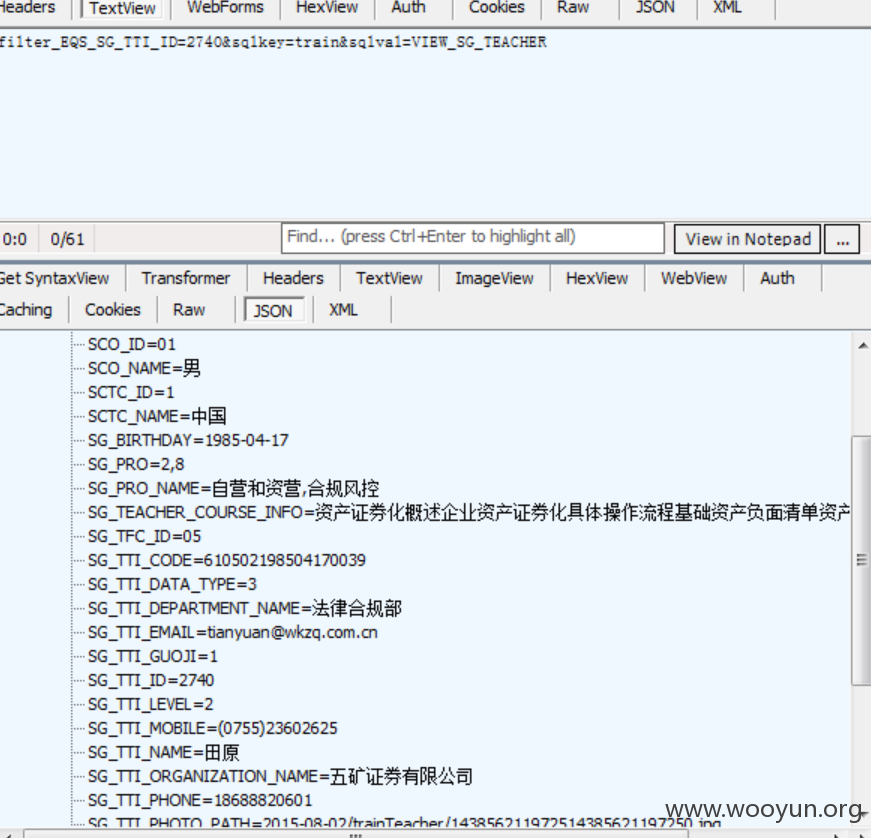 Headers TextView WebForms HexView Auth Cookies Raw JSON XML
filter_EQS_SG_TTI_ID=2740&sqlkey=train&sqlval=VIEW_SG_TEACHER
0:0 0/61 Find... (press Ctrl+Enter to highlight all) View in Notepad ...
Get SyntaxView Transformer Headers TextView ImageView HexView WebView Auth
Caching Cookies Raw JSON XML
SCO_ID=01
SCO_NAME=男
SCTC_ID=1
SCTC_NAME=中国
SG_BIRTHDAY=1985-04-17
SG_PRO=2,8
SG_PRO_NAME=自营和资营,合规风控
SG_TEACHER_COURSE_INFO=资产证券化概述企业资产证券化具体操作流程基础资产负面清单资产
SG_TFC_ID=05
SG_TTI_CODE=610502198504170039
SG_TTI_DATA_TYPE=3
SG_TTI_DEPARTMENT_NAME=法律合规部
SG_TTI_EMAIL=tianyuan@wkzq.com.cn
SG_TTI_GUOJI=1
SG_TTI_ID=2740
SG_TTI_LEVEL=2
SG_TTI_MOBILE=(0755)23602625
SG_TTI_NAME=田原
SG_TTI_ORGANIZATION_NAME=五矿证券有限公司
SG_TTI_PHONE=18688820601
SG_TTI_PHOTO_PATH=2015-08-02/trainTeacher/143856211972514385621197250.jpg
www.wooyun.org